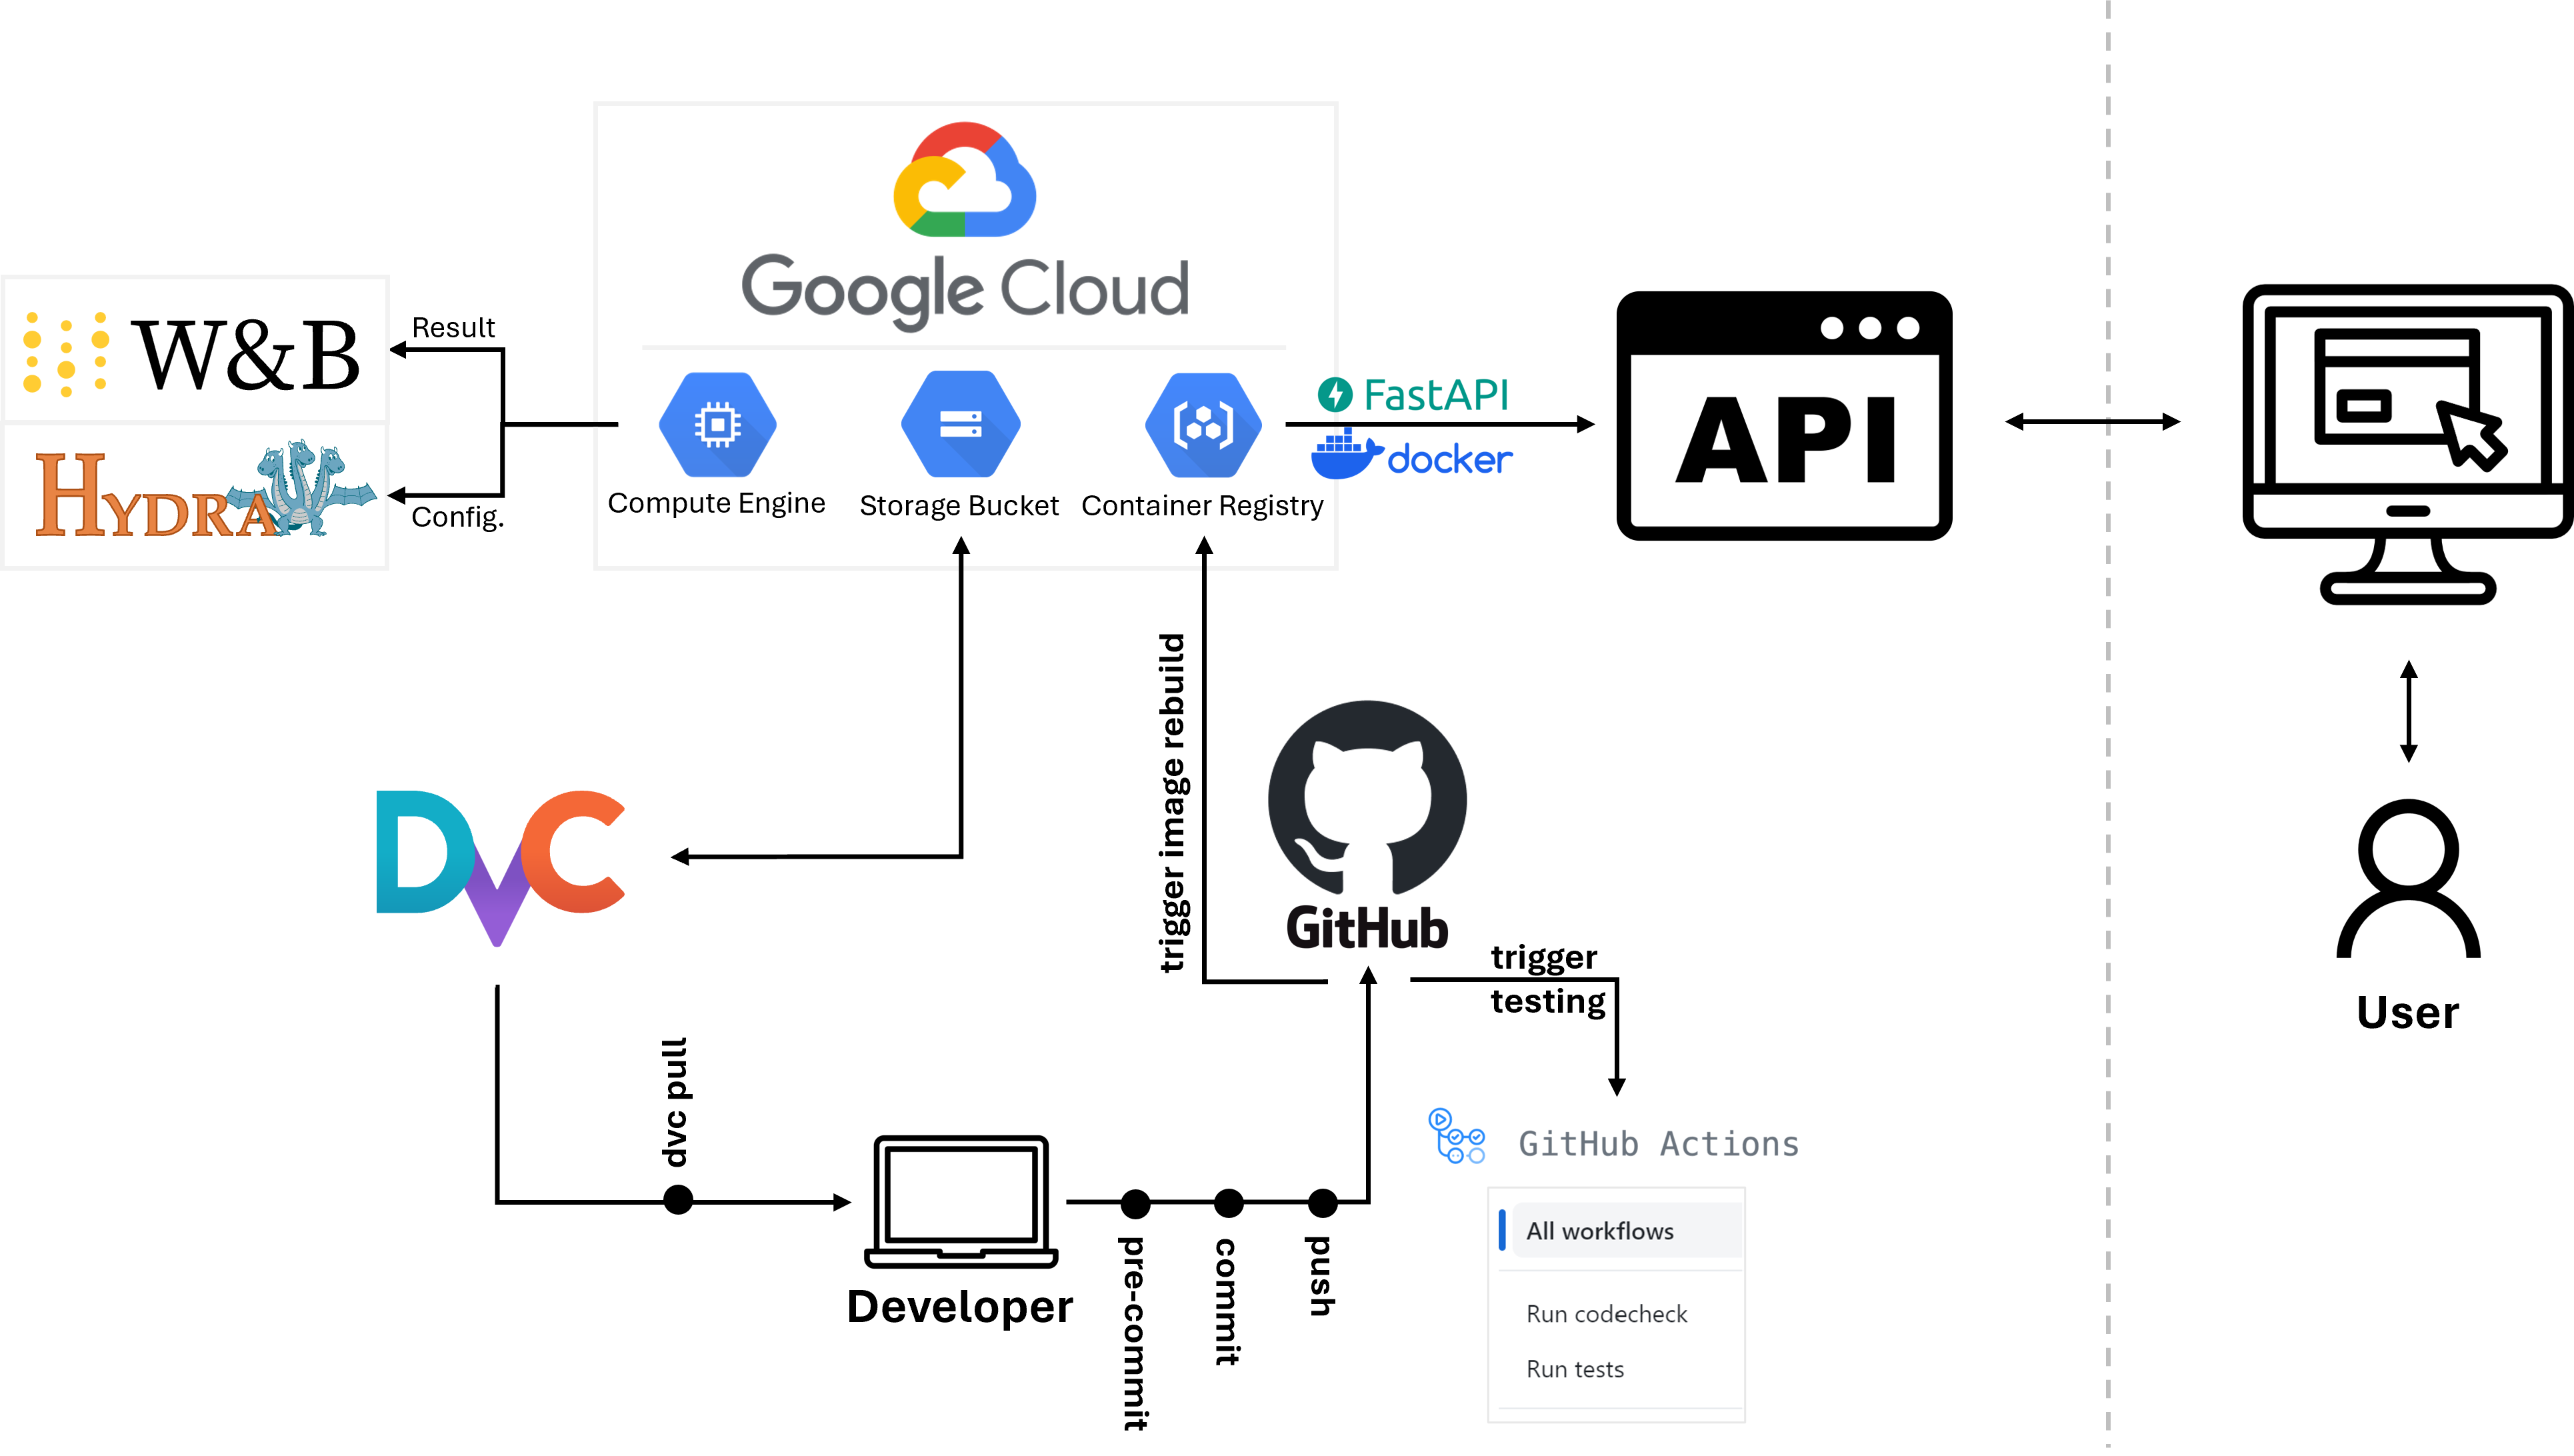 Google Cloud
W&B
Result
HYDRA
Config.
Compute Engine
Storage Bucket
Container Registry
FastAPI
docker
API
trigger image rebuild
DVC
GitHub
trigger
testing
User
dvc pull
GitHub Actions
Developer
pre-commit
commit
push
All workflows
Run codecheck
Run tests